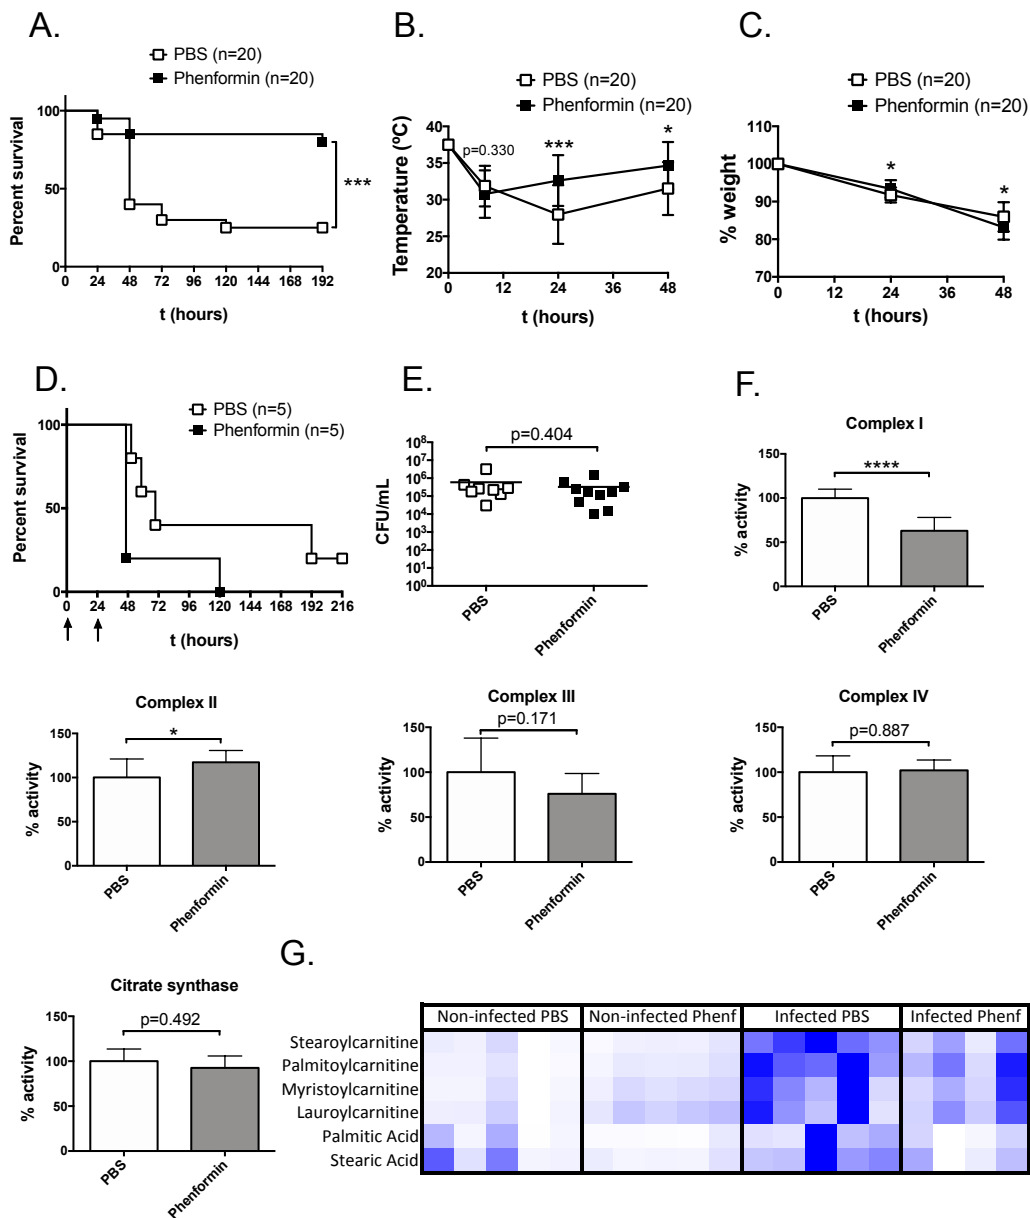 A.
PBS (n=20)
Phenformin (n=20)
Percent survival
100
50
0
***
0 24 48 72 96 120 144 168 192
t (hours)
B.
PBS (n=20)
Phenformin (n=20)
Temperature (ºC)
40
35
30
25
20
p=0.330
***
*
0 12 24 36 48
t (hours)
C.
PBS (n=20)
Phenformin (n=20)
% weight
110
100
90
80
70
*
*
0 12 24 36 48
t (hours)
D.
PBS (n=5)
Phenformin (n=5)
Percent survival
100
50
0
0 24 48 72 96 120 144 168 192 216
t (hours)
E.
p=0.404
CFU/mL
10⁸
10⁷
10⁶
10⁵
10⁴
10³
10²
10¹
10⁰
PBS
Phenformin
F.
Complex I
****
% activity
150
100
50
0
PBS
Phenformin
Complex II
*
% activity
150
100
50
0
PBS
Phenformin
Complex III
p=0.171
% activity
150
100
50
0
PBS
Phenformin
Complex IV
p=0.887
% activity
150
100
50
0
PBS
Phenformin
Citrate synthase
p=0.492
% activity
150
100
50
0
PBS
Phenformin
G.
Non-infected PBS Non-infected Phenf Infected PBS Infected Phenf
Stearoylcarnitine
Palmitoylcarnitine
Myristoylcarnitine
Lauroylcarnitine
Palmitic Acid
Stearic Acid